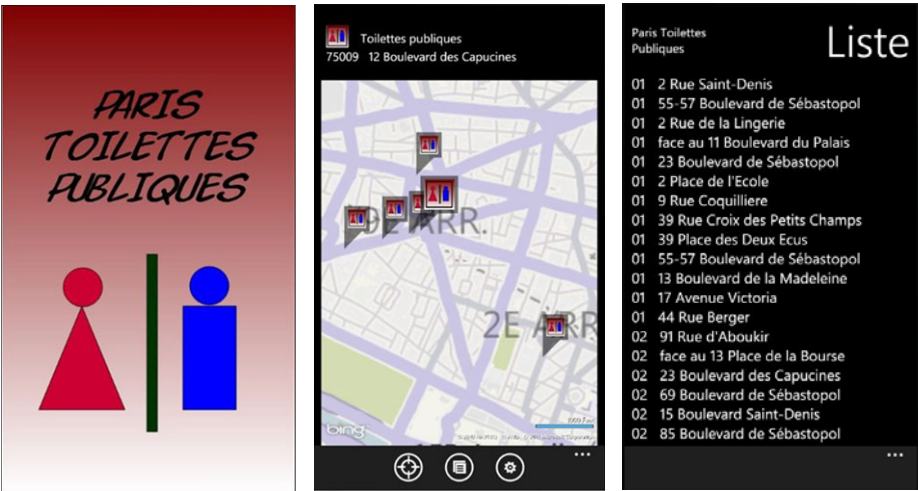 PARIS
TOILETTES
PUBLIQUES
Toilettes publiques
75009 12 Boulevard des Capucines
9E ARR.
2E ARR
1000 Feet
bing
Paris Toilettes
Publiques
Liste
01 2 Rue Saint-Denis
01 55-57 Boulevard de Sébastopol
01 2 Rue de la Lingerie
01 face au 11 Boulevard du Palais
01 23 Boulevard de Sébastopol
01 2 Place de l'Ecole
01 9 Rue Coquilliere
01 39 Rue Croix des Petits Champs
01 39 Place des Deux Ecus
01 55-57 Boulevard de Sébastopol
01 13 Boulevard de la Madeleine
01 17 Avenue Victoria
01 44 Rue Berger
02 91 Rue d'Aboukir
02 face au 13 Place de la Bourse
02 23 Boulevard des Capucines
02 69 Boulevard de Sébastopol
02 15 Boulevard Saint-Denis
02 85 Boulevard de Sébastopol